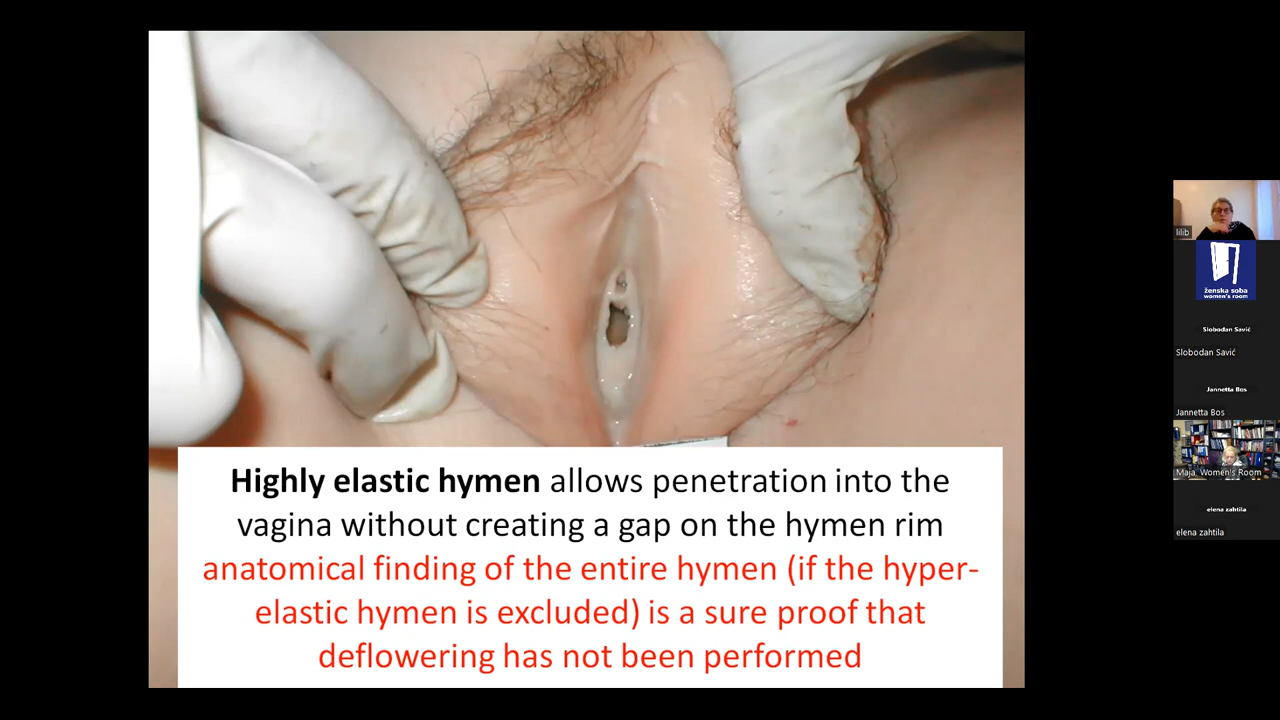 Highly elastic hymen allows penetration into the
vagina without creating a gap on the hymen rim
anatomical finding of the entire hymen (if the hyper-
elastic hymen is excluded) is a sure proof that
deflowering has not been performed
lilib
ženska soba
women's room
Slobodan Savić
Slobodan Savić
Jannetta Bos
Jannetta Bos
Maja, Women's Room
elena zahtila
elena zahtila